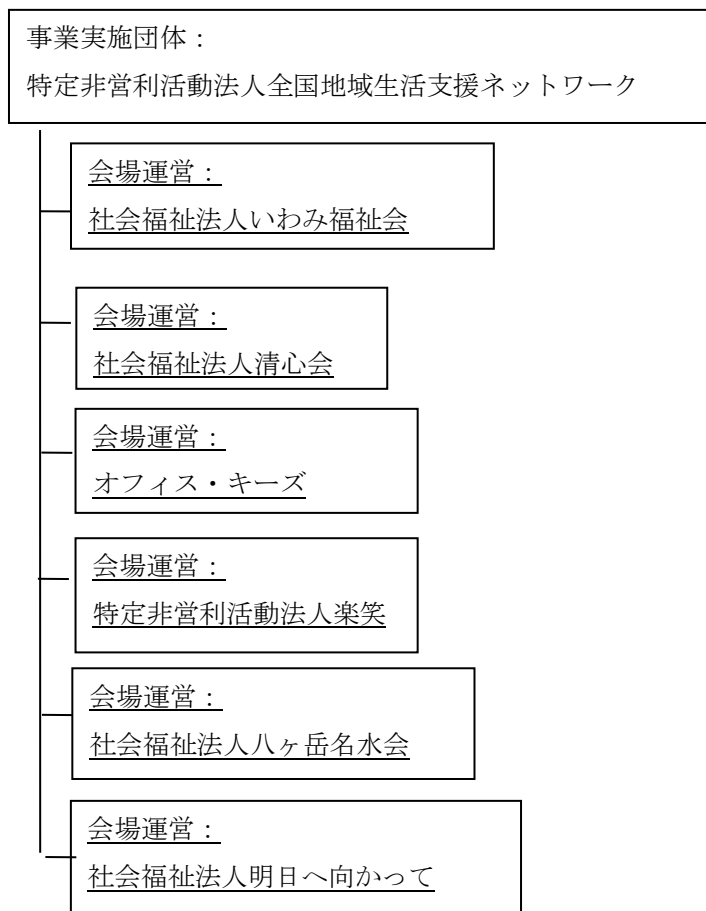 事業実施団体：
特定非営利活動法人全国地域生活支援ネットワーク
会場運営：
社会福祉法人いわみ福祉会
会場運営：
社会福祉法人清心会
会場運営：
オフィス・キーズ
会場運営：
特定非営利活動法人楽笑
会場運営：
社会福祉法人八ヶ岳名水会
会場運営：
社会福祉法人明日へ向かって